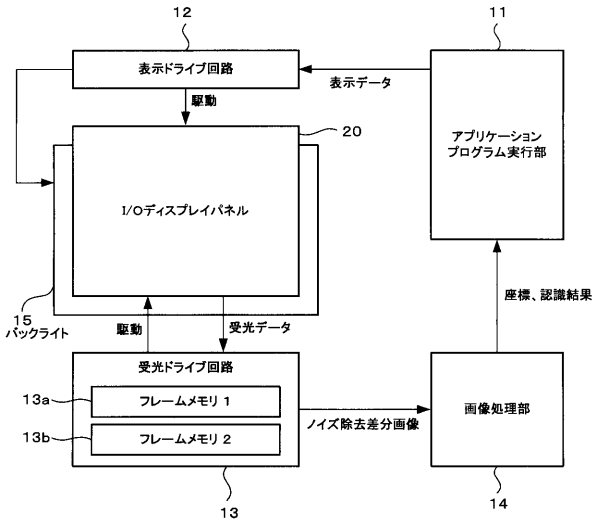 12
11
表示ドライブ回路
表示データ
駆動
20
アプリケーション
プログラム実行部
I/Oディスプレイパネル
15
バックライト
駆動
受光データ
座標、認識結果
受光ドライブ回路
13a
フレームメモリ 1
13b
フレームメモリ 2
ノイズ除去差分画像
画像処理部
13
14